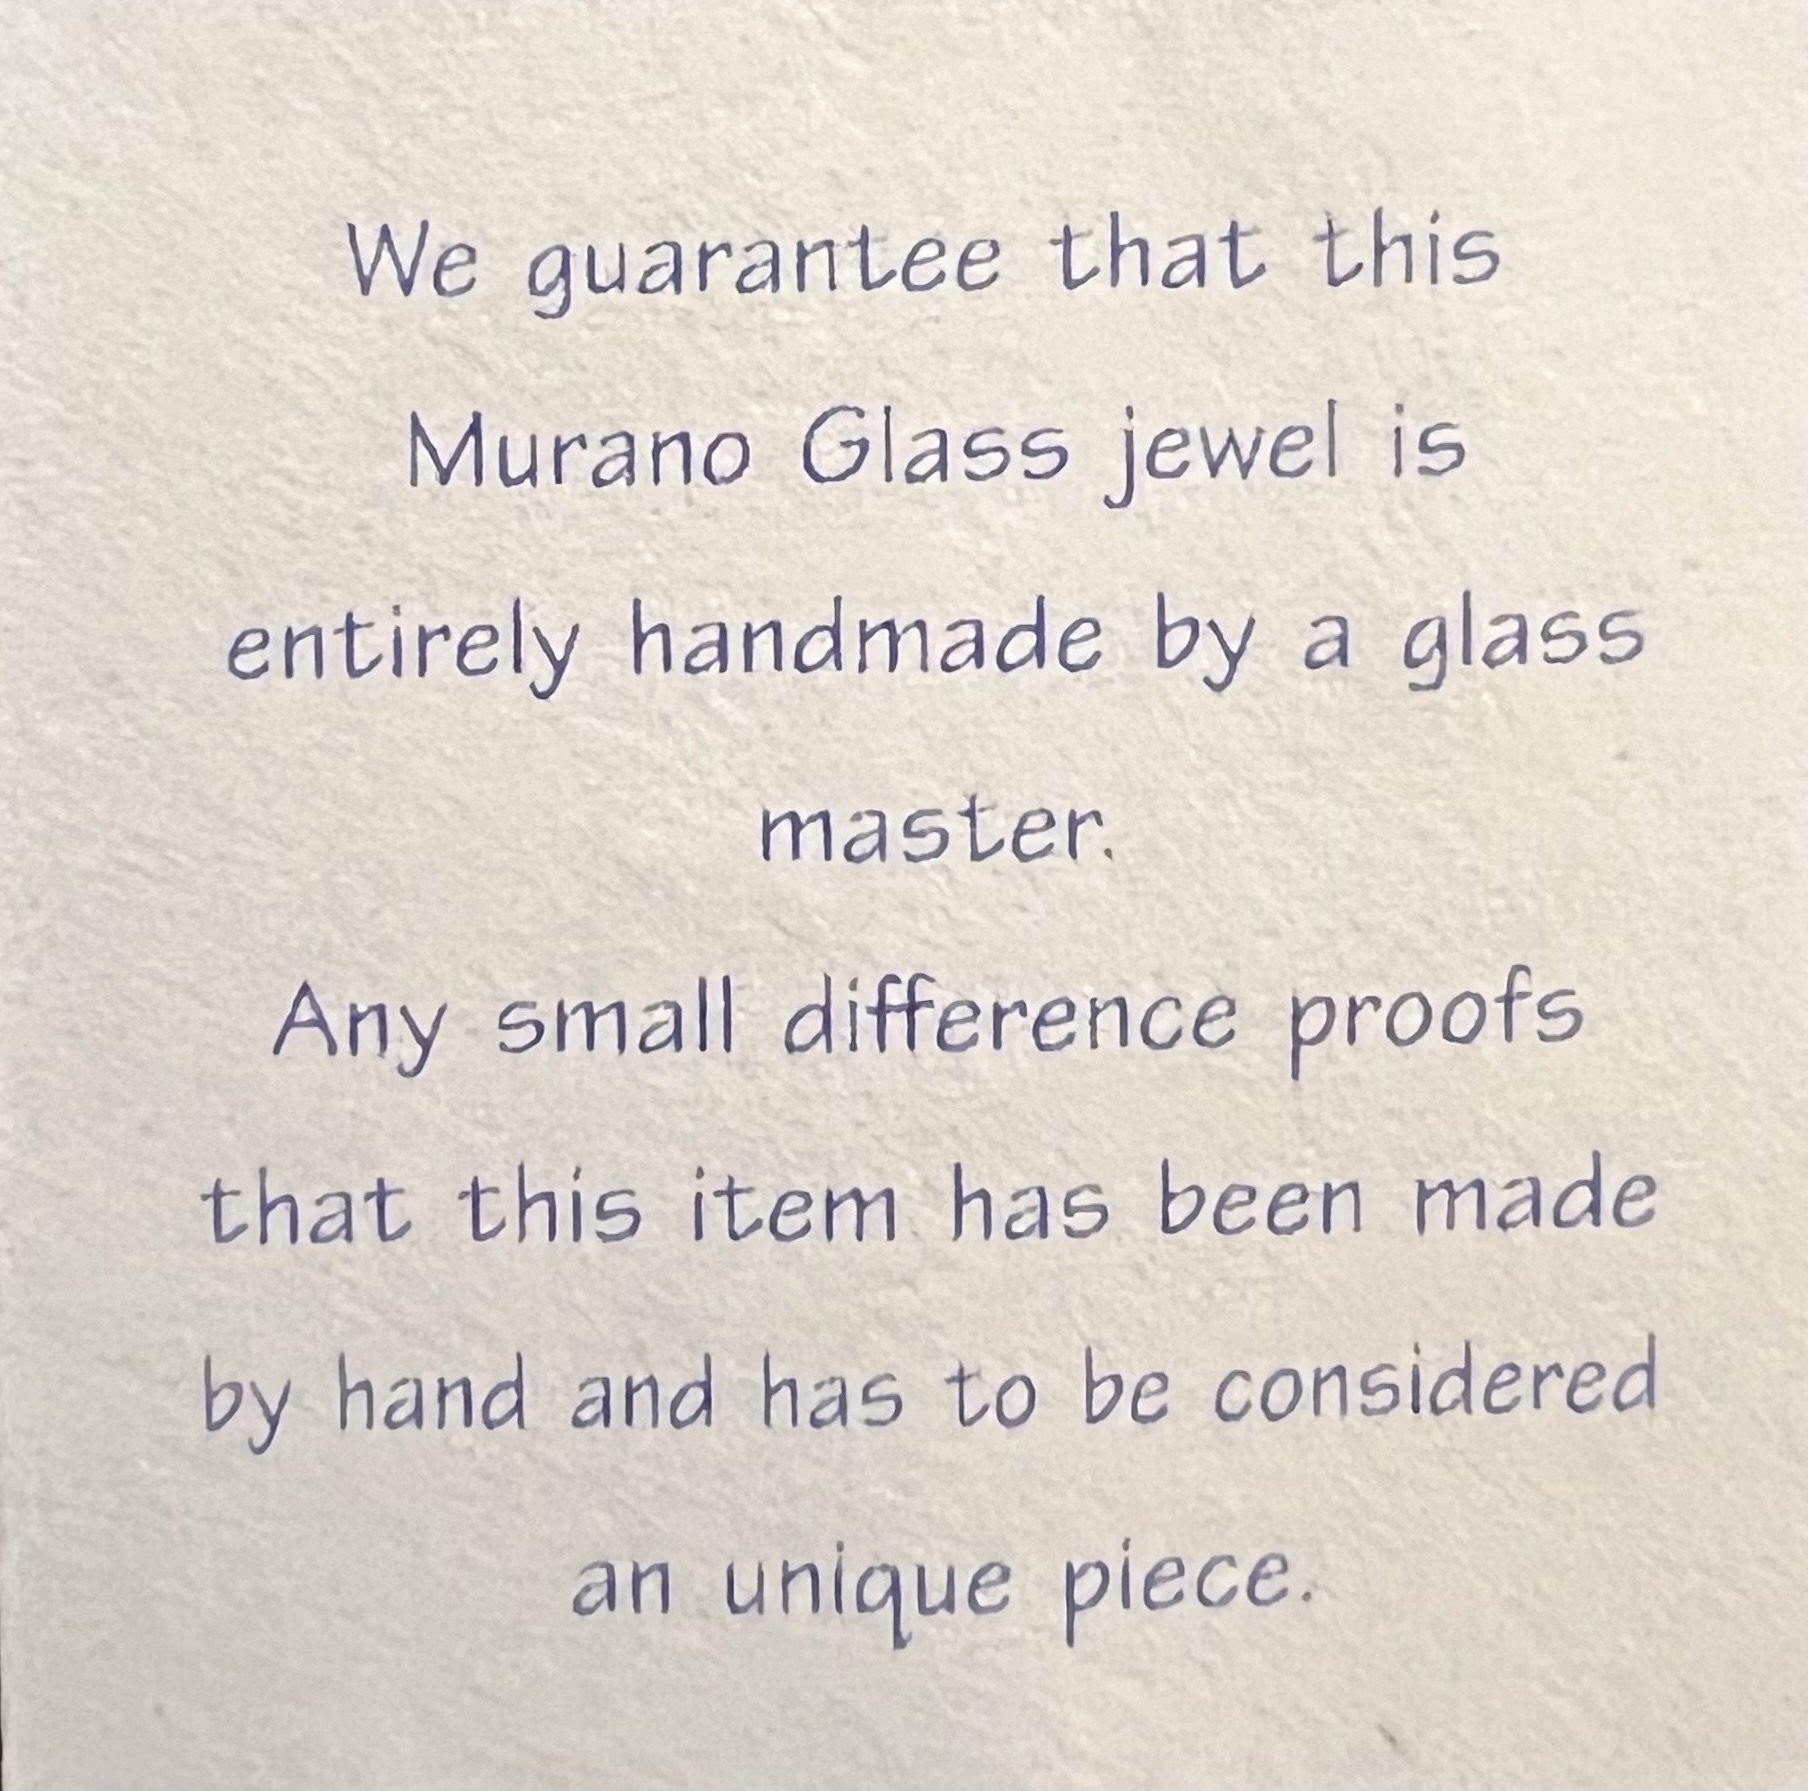 We guarantee that this
Murano Glass jewel is
entirely handmade by a glass
master.
Any small difference proofs
that this item has been made
by hand and has to be considered
an unique piece.